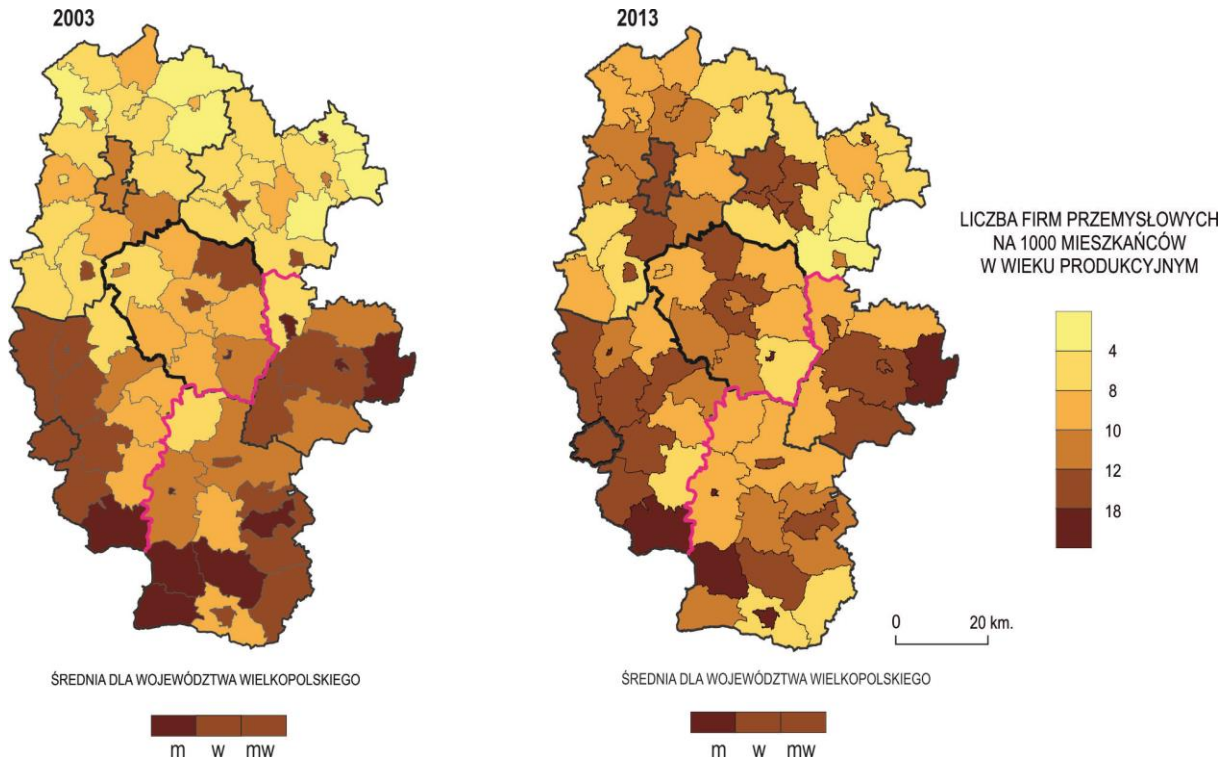 2003
2013
LICZBA FIRM PRZEMYSŁOWYCH
NA 1000 MIESZKAŃCÓW
W WIEKU PRODUKCYJNYM
4
8
10
12
18
0 20 km.
ŚREDNIA DLA WOJEWÓDZTWA WIELKOPOLSKIEGO
m w mw
ŚREDNIA DLA WOJEWÓDZTWA WIELKOPOLSKIEGO
m w mw